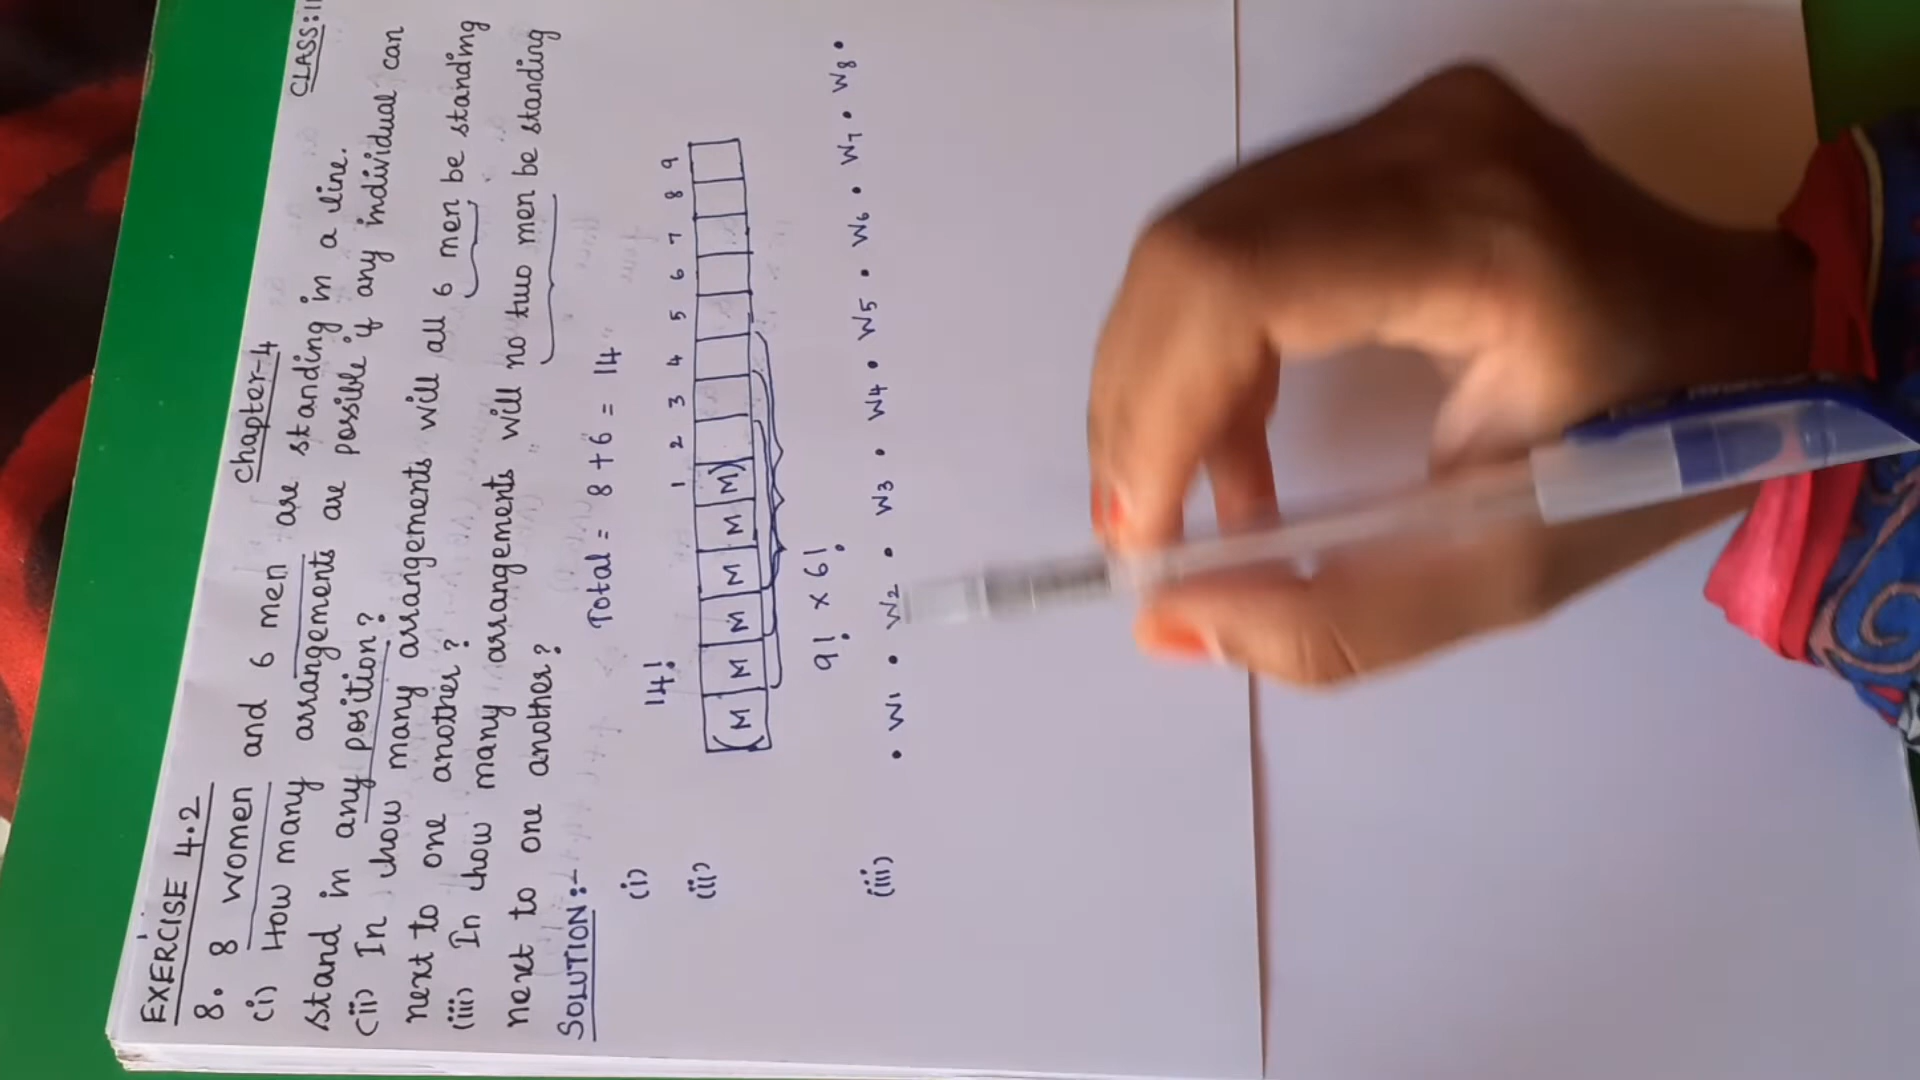 CLASS:11
Chapter-4
EXERCISE 4.2
8. 8 women and 6 men are standing in a line.
(i) How many arrangements are possible if any individual can
stand in any position?
(ii) In how many arrangements will all 6 men be standing
next to one another?
(iii) In how many arrangements will no two men be standing
next to one another?
SOLUTION:-
Total = 8 + 6 = 14
(i) 14!
1 2 3 4 5 6 7 8 9
(ii) (M M M M M M)
9! × 6!
(iii) • W1 • W2 • W3 • W4 • W5 • W6 • W7 • W8 •